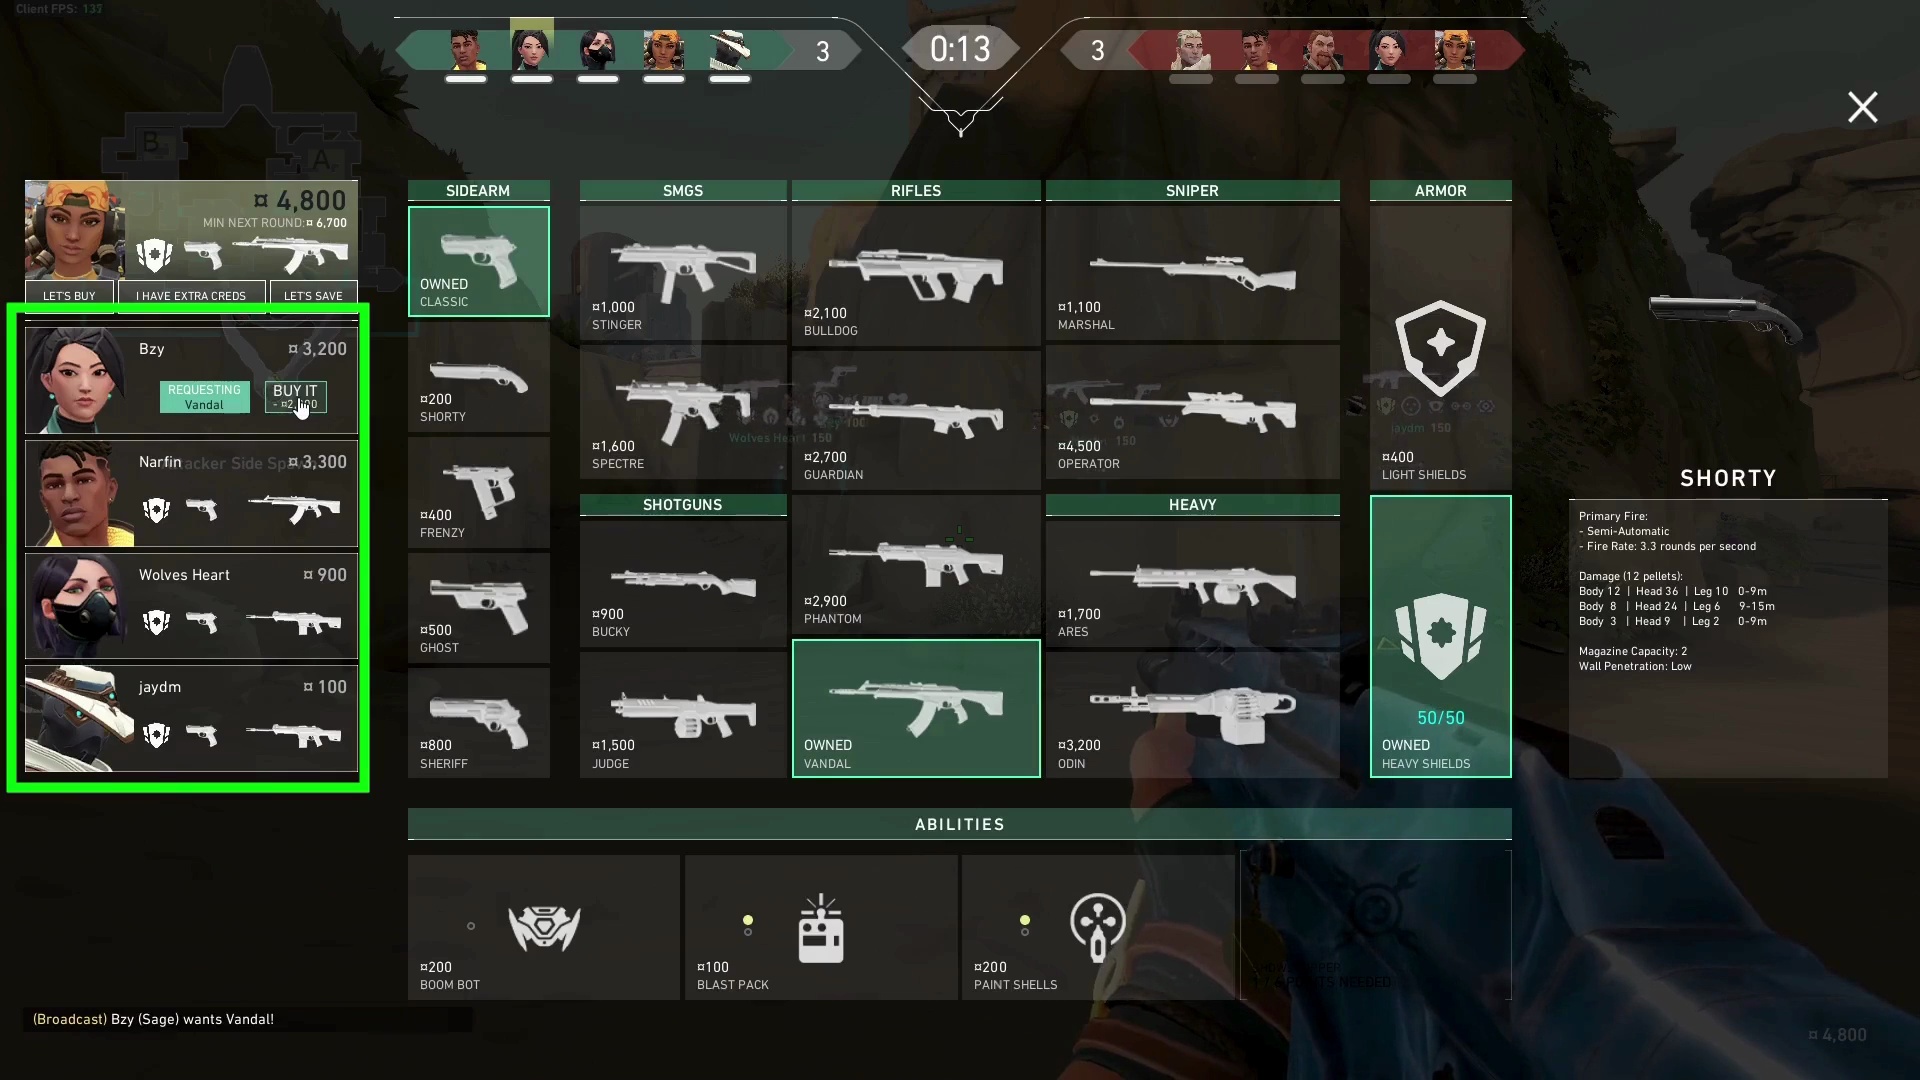 Client FPS: 137
3
0:13
3
B
A
¤ 4,800
MIN NEXT ROUND: ¤ 6,700
LET'S BUY
I HAVE EXTRA CREDS
LET'S SAVE
Bzy
¤ 3,200
REQUESTING
Vandal
BUY IT
Narfin
¤ 3,300
Wolves Heart
¤ 900
jaydm
¤ 100
SIDEARM
OWNED
CLASSIC
¤200
SHORTY
¤400
FRENZY
¤500
GHOST
¤800
SHERIFF
SMGS
¤1,000
STINGER
¤1,600
SPECTRE
SHOTGUNS
¤900
BUCKY
¤1,500
JUDGE
RIFLES
¤2,100
BULLDOG
¤2,700
GUARDIAN
¤2,900
PHANTOM
OWNED
VANDAL
SNIPER
¤1,100
MARSHAL
¤4,500
OPERATOR
HEAVY
¤1,700
ARES
¤3,200
ODIN
ARMOR
¤400
LIGHT SHIELDS
50/50
OWNED
HEAVY SHIELDS
Wolves Heart 150
150
jaydm 150
SHORTY
Primary Fire:
- Semi-Automatic
- Fire Rate: 3.3 rounds per second
Damage (12 pellets):
Body 12 | Head 36 | Leg 10 0-9m
Body 8 | Head 24 | Leg 6 9-15m
Body 3 | Head 9 | Leg 2 0-9m
Magazine Capacity: 2
Wall Penetration: Low
ABILITIES
¤200
BOOM BOT
¤100
BLAST PACK
¤200
PAINT SHELLS
(Broadcast) Bzy (Sage) wants Vandal!
¤ 4,800